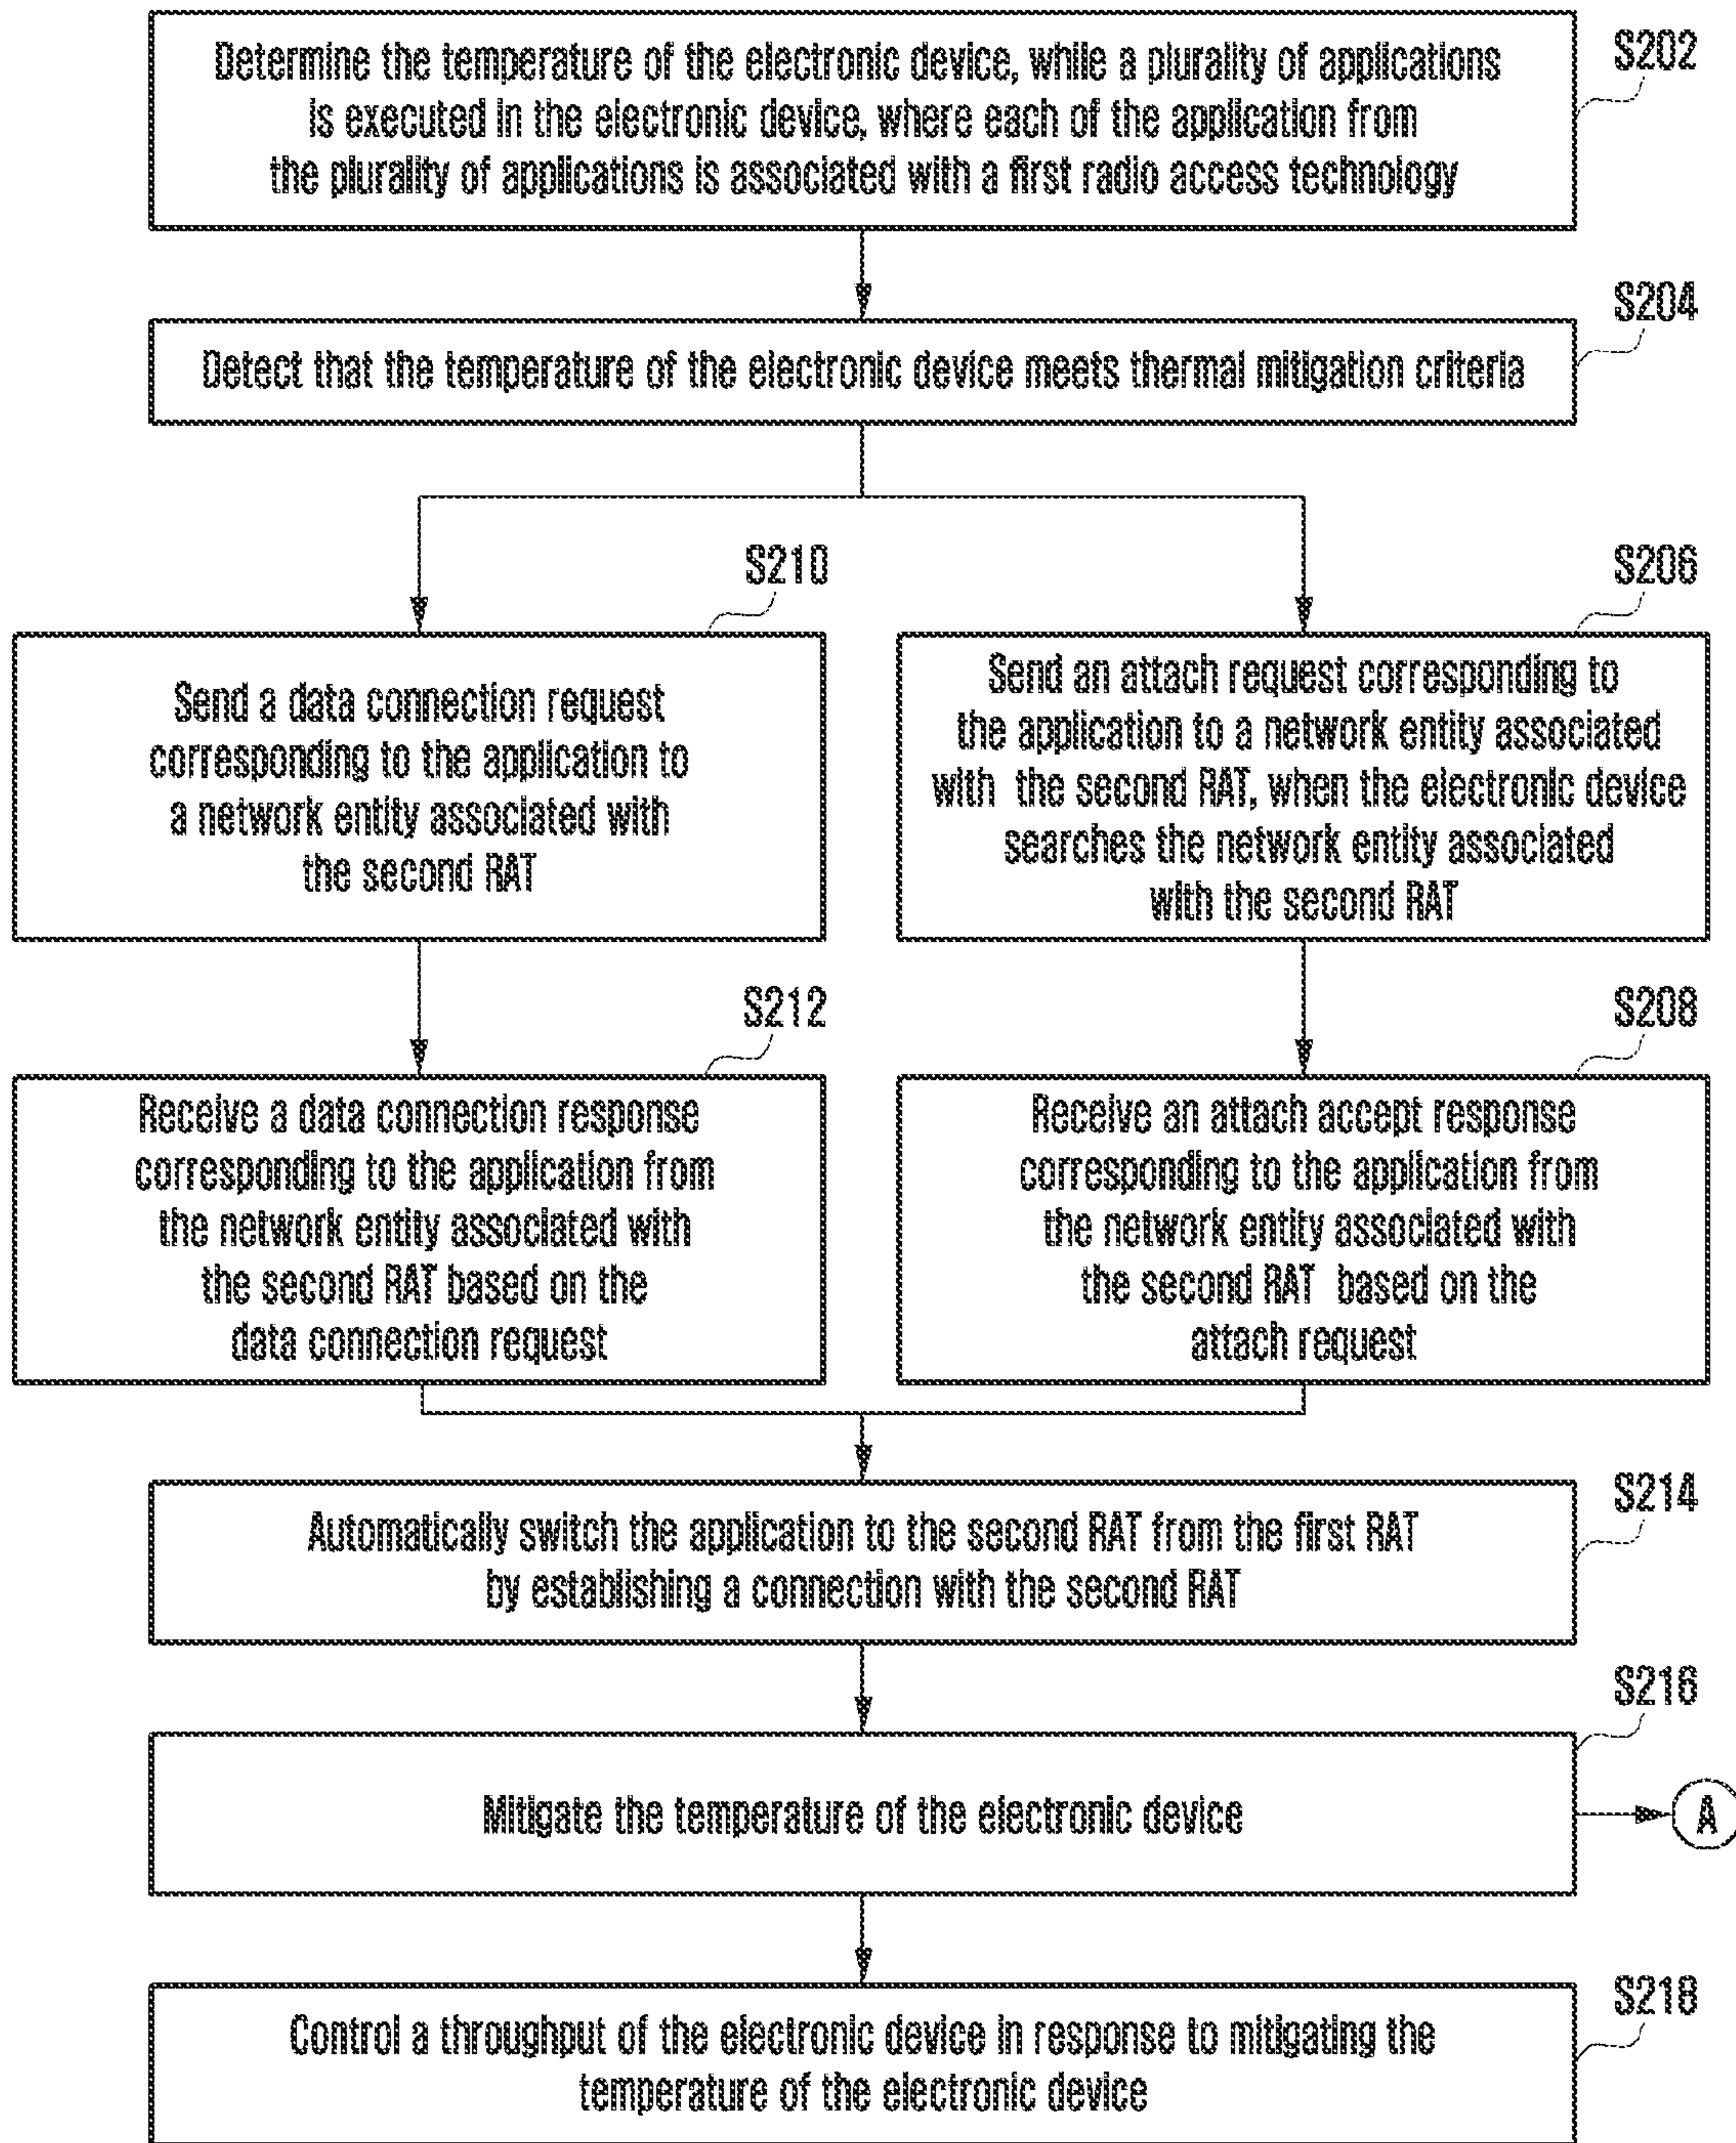 Determine the temperature of the electronic device, while a plurality of applications
is executed in the electronic device, where each of the application from
the plurality of applications is associated with a first radio access technology
S202
Detect that the temperature of the electronic device meets thermal mitigation criteria
S204
S210
Send a data connection request
corresponding to the application to
a network entity associated with
the second RAT
S206
Send an attach request corresponding to
the application to a network entity associated
with the second RAT, when the electronic device
searches the network entity associated
with the second RAT
S212
Receive a data connection response
corresponding to the application from
the network entity associated with
the second RAT based on the
data connection request
S208
Receive an attach accept response
corresponding to the application from
the network entity associated with
the second RAT based on the
attach request
Automatically switch the application to the second RAT from the first RAT
by establishing a connection with the second RAT
S214
Mitigate the temperature of the electronic device
S216
A
Control a throughput of the electronic device in response to mitigating the
temperature of the electronic device
S218